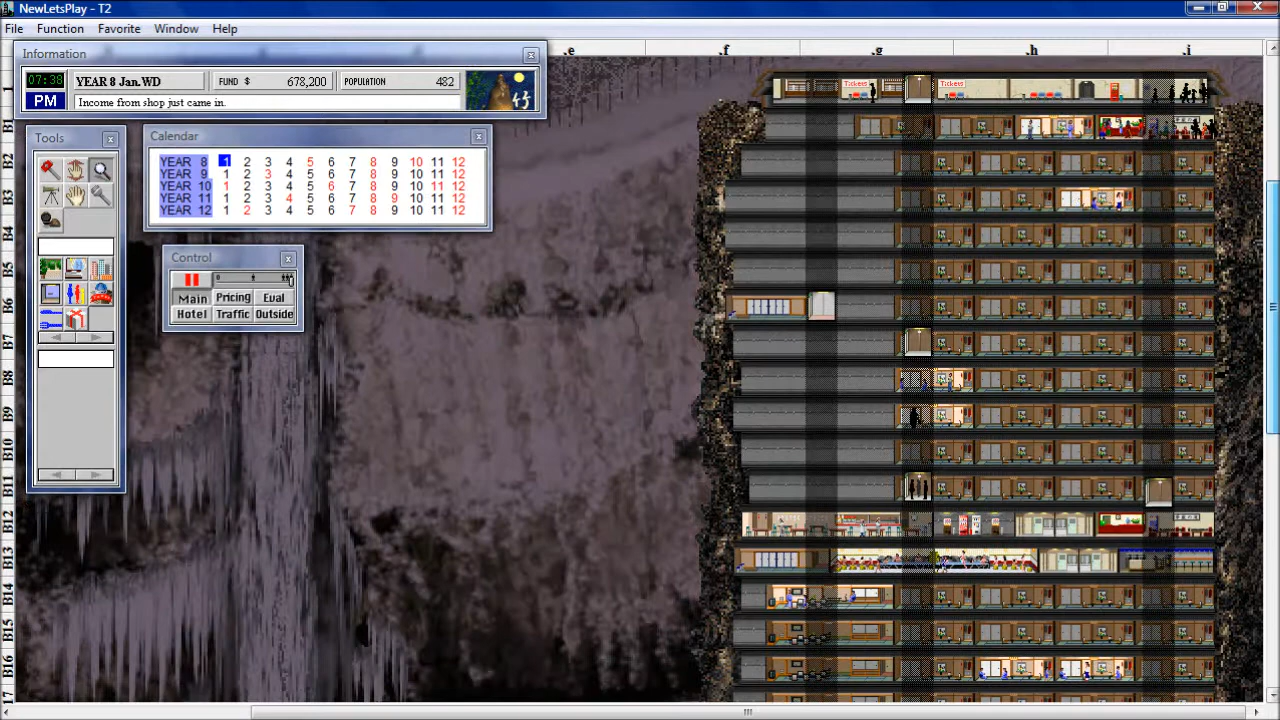 NewLetsPlay - T2
File Function Favorite Window Help
Information
07:38
PM
YEAR 8 Jan.WD
FUND $ 678,200
POPULATION 482
Income from shop just came in.
Tools
Calendar
YEAR 8 1 2 3 4 5 6 7 8 9 10 11 12
YEAR 9 1 2 3 4 5 6 7 8 9 10 11 12
YEAR 10 1 2 3 4 5 6 7 8 9 10 11 12
YEAR 11 1 2 3 4 5 6 7 8 9 10 11 12
YEAR 12 1 2 3 4 5 6 7 8 9 10 11 12
Control
0
Main Pricing Eval
Hotel Traffic Outside
,e ,f ,g ,h ,i
1
B1
B2
B3
B4
B5
B6
B7
B8
B9
B10
B11
B12
B13
B14
B15
B16
17
Tickets
Tickets